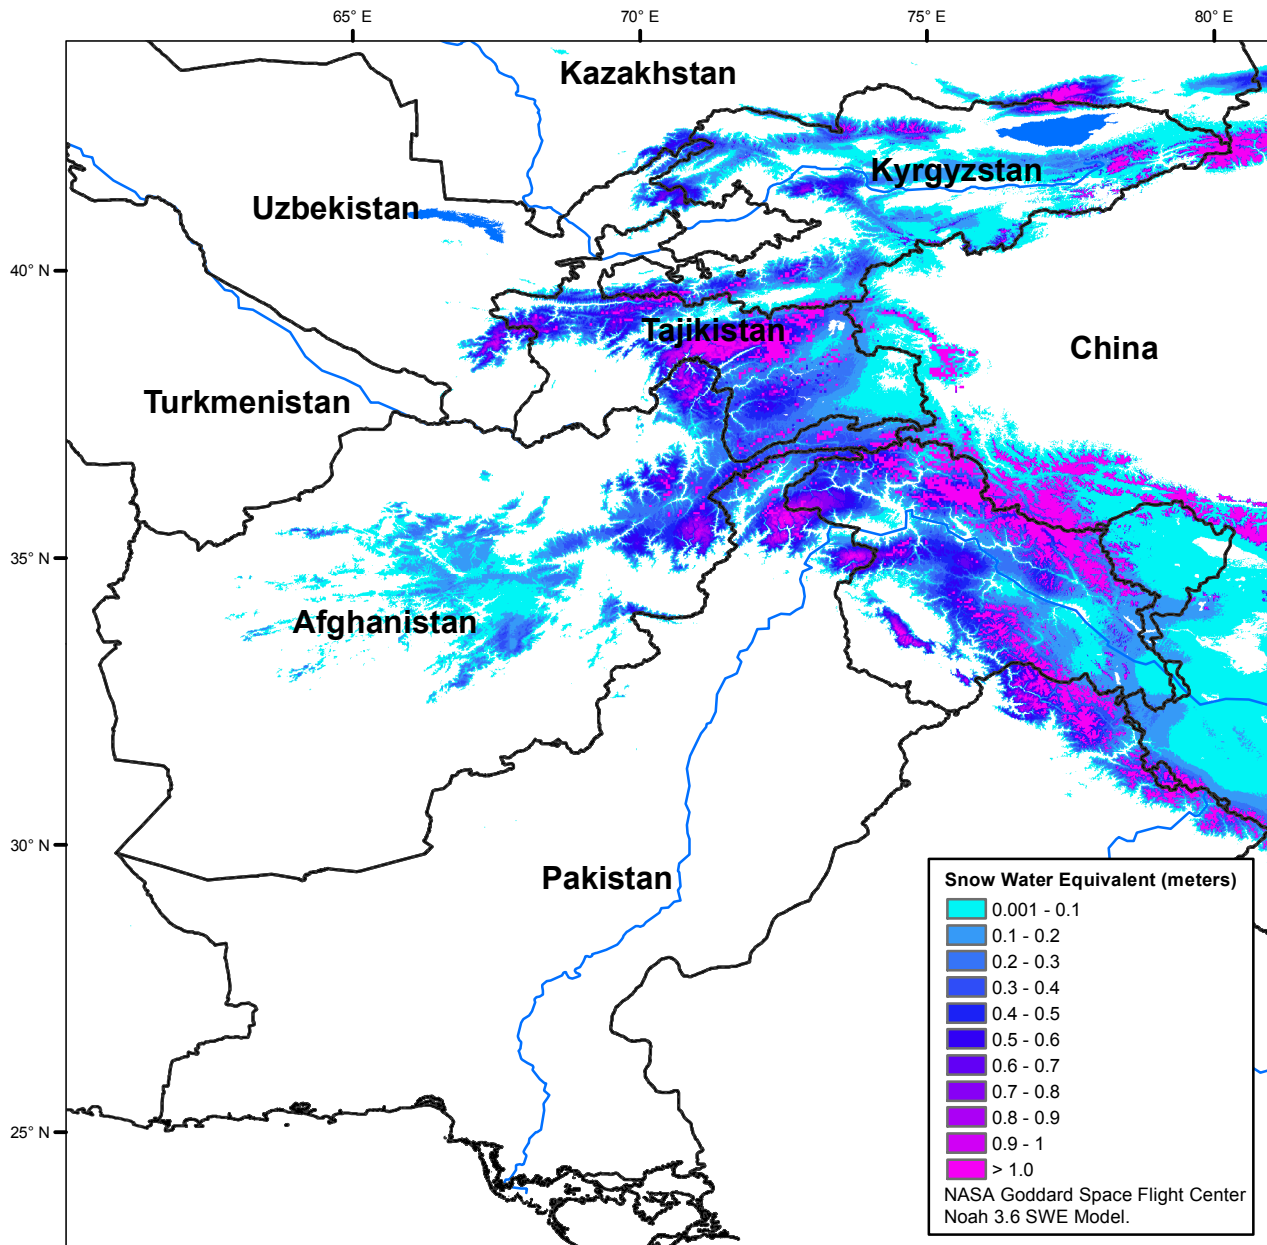 65° E
70° E
75° E
80° E
Kazakhstan
Kyrgyzstan
Uzbekistan
40° N
Tajikistan
China
Turkmenistan
35° N
Afghanistan
30° N
Pakistan
25° N
Snow Water Equivalent (meters)
0.001 - 0.1
0.1 - 0.2
0.2 - 0.3
0.3 - 0.4
0.4 - 0.5
0.5 - 0.6
0.6 - 0.7
0.7 - 0.8
0.8 - 0.9
0.9 - 1
> 1.0
NASA Goddard Space Flight Center
Noah 3.6 SWE Model.